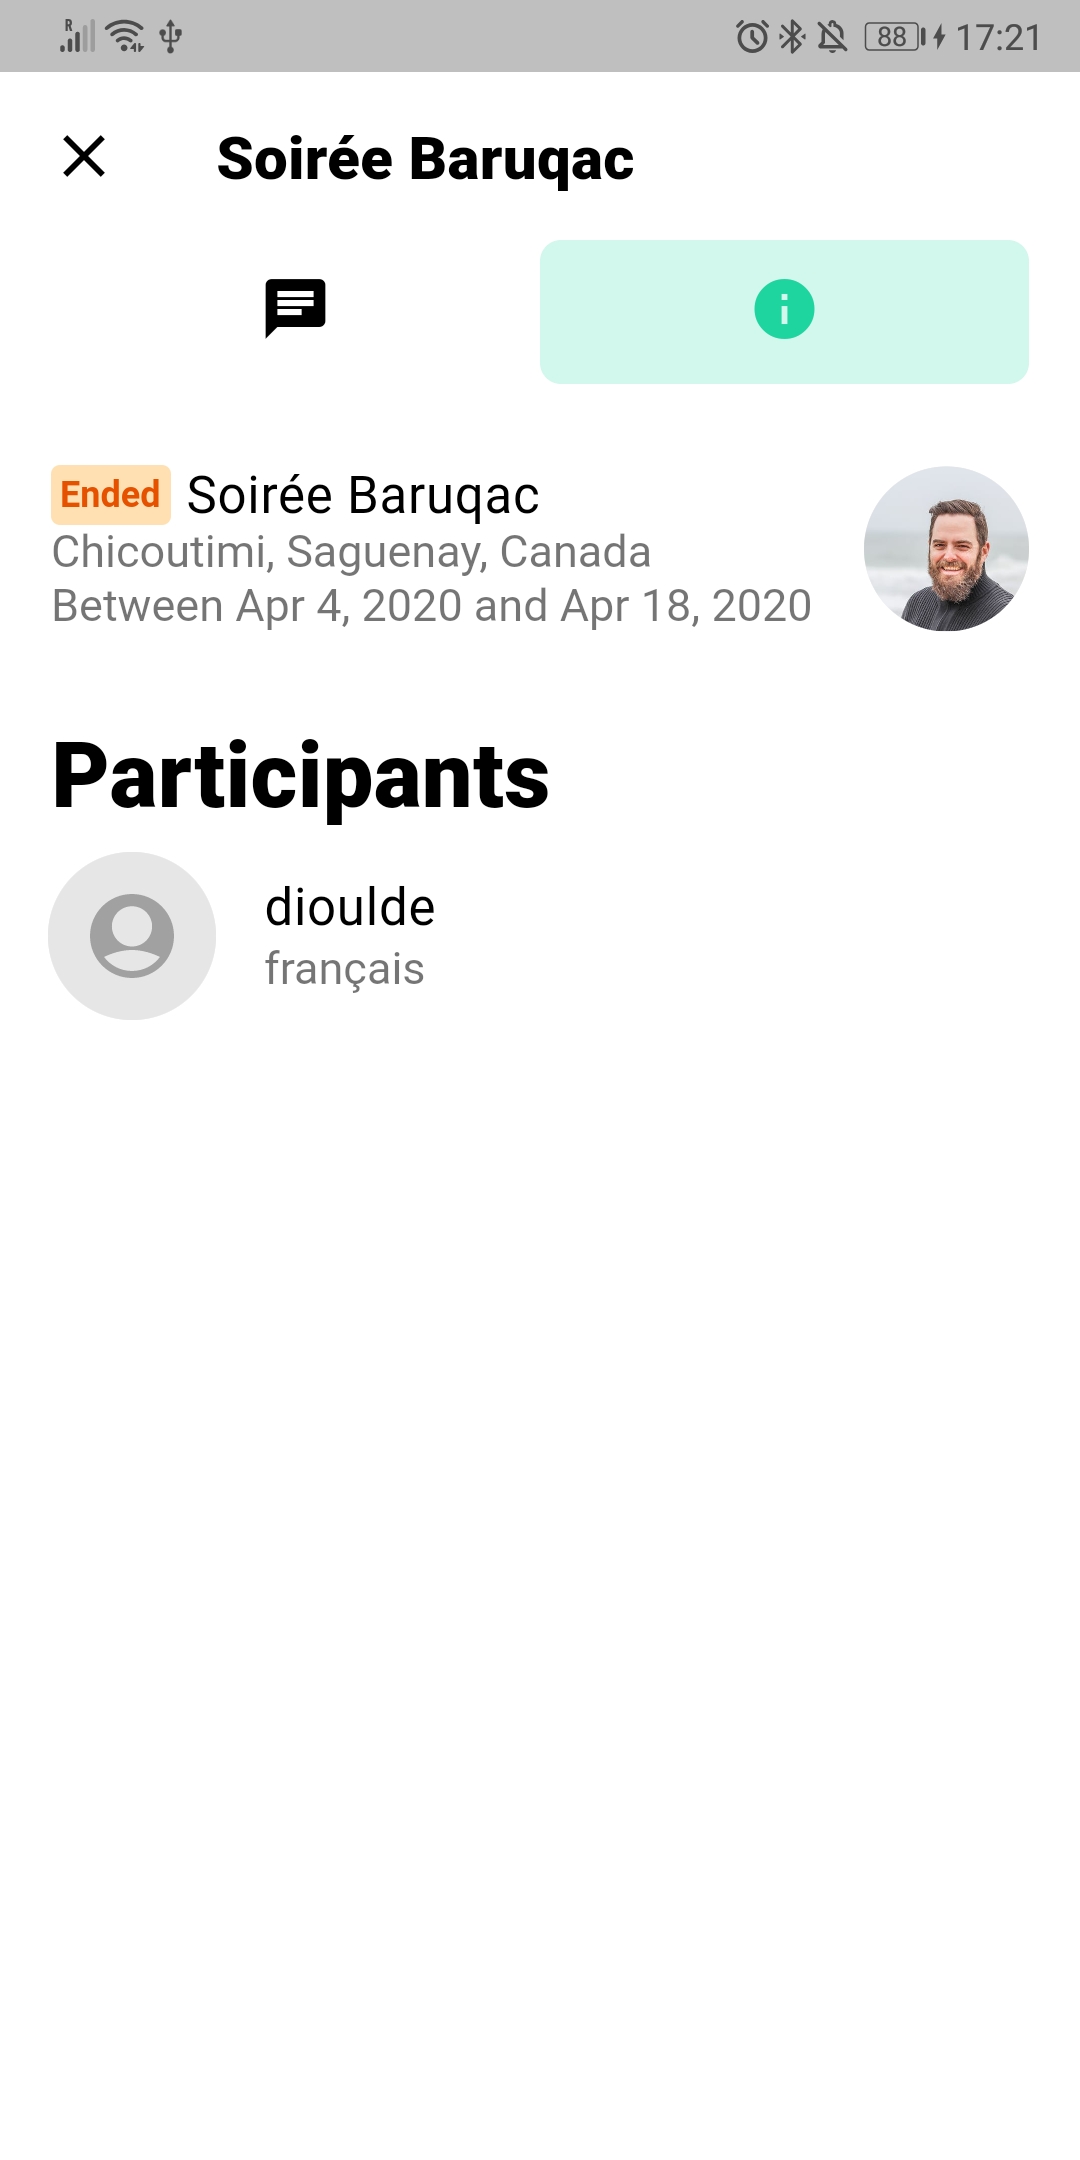 R 88 17:21
Soirée Baruqac
Ended Soirée Baruqac
Chicoutimi, Saguenay, Canada
Between Apr 4, 2020 and Apr 18, 2020
Participants
dioulde
français